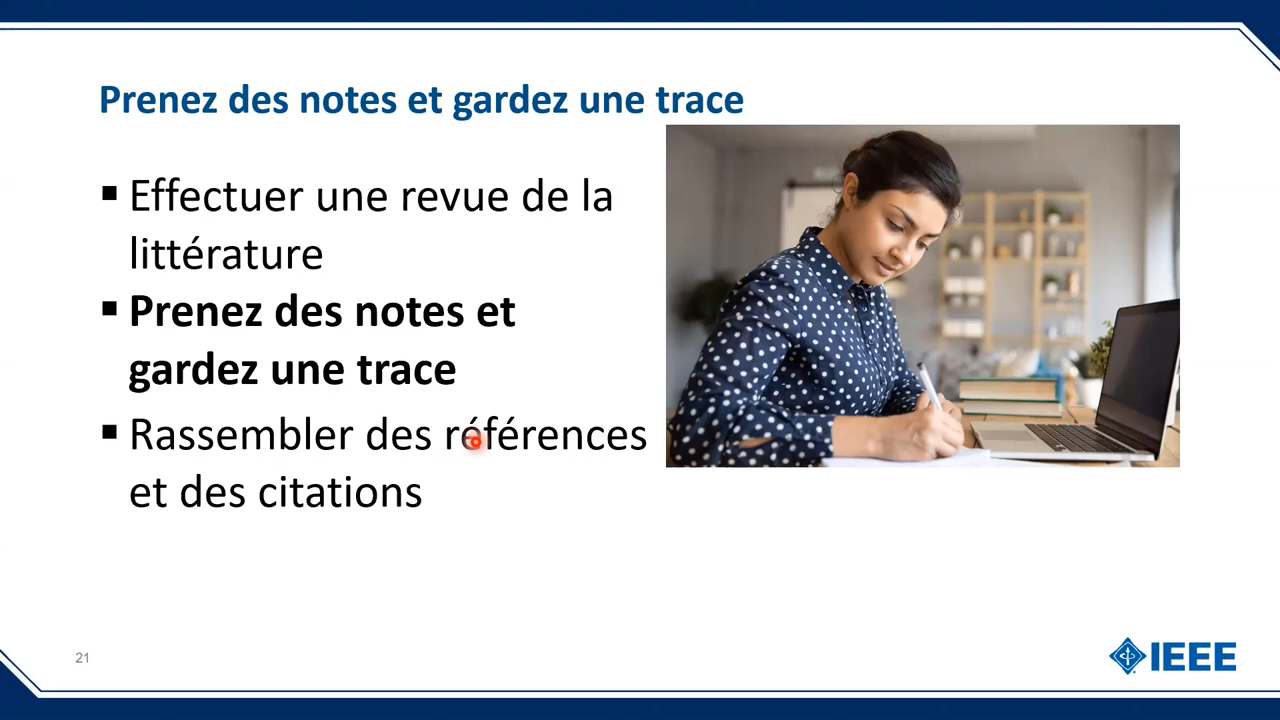 Prenez des notes et gardez une trace
Effectuer une revue de la
littérature
Prenez des notes et
gardez une trace
Rassembler des références
et des citations
21
IEEE